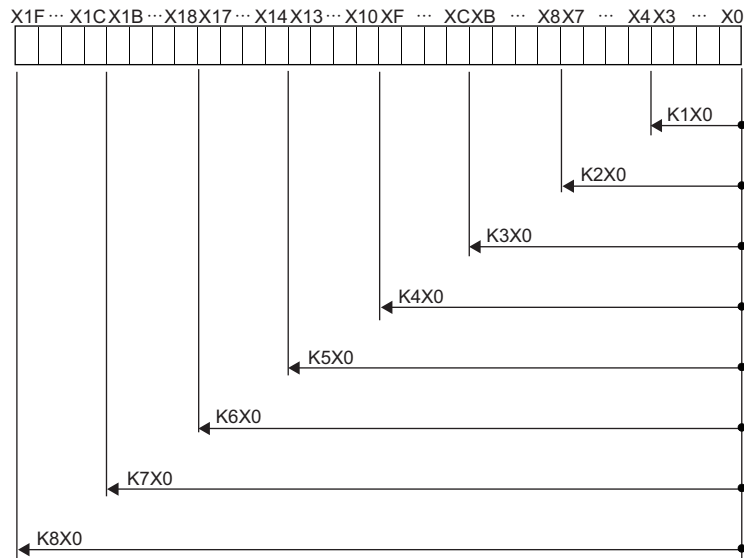 X1F ··· X1C X1B ··· X18 X17 ··· X14 X13 ··· X10 XF ··· XC XB ··· X8 X7 ··· X4 X3 ··· X0
K1X0
K2X0
K3X0
K4X0
K5X0
K6X0
K7X0
K8X0